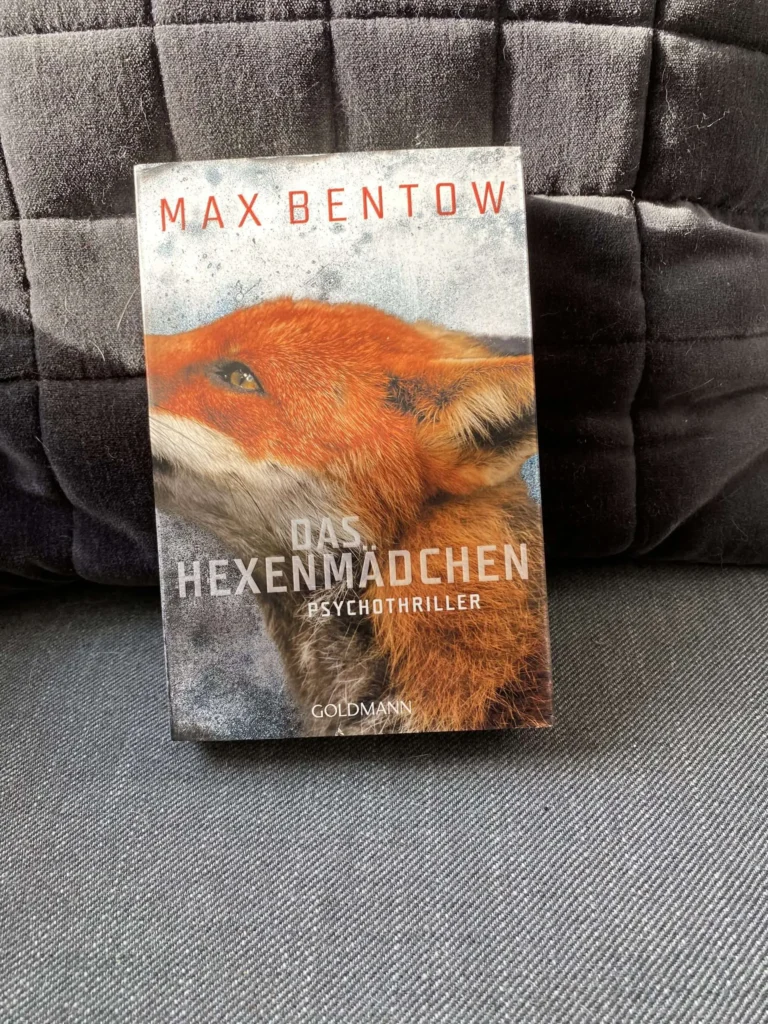 MAX BENTOW
DAS
HEXENMÄDCHEN
PSYCHOTHRILLER
GOLDMANN